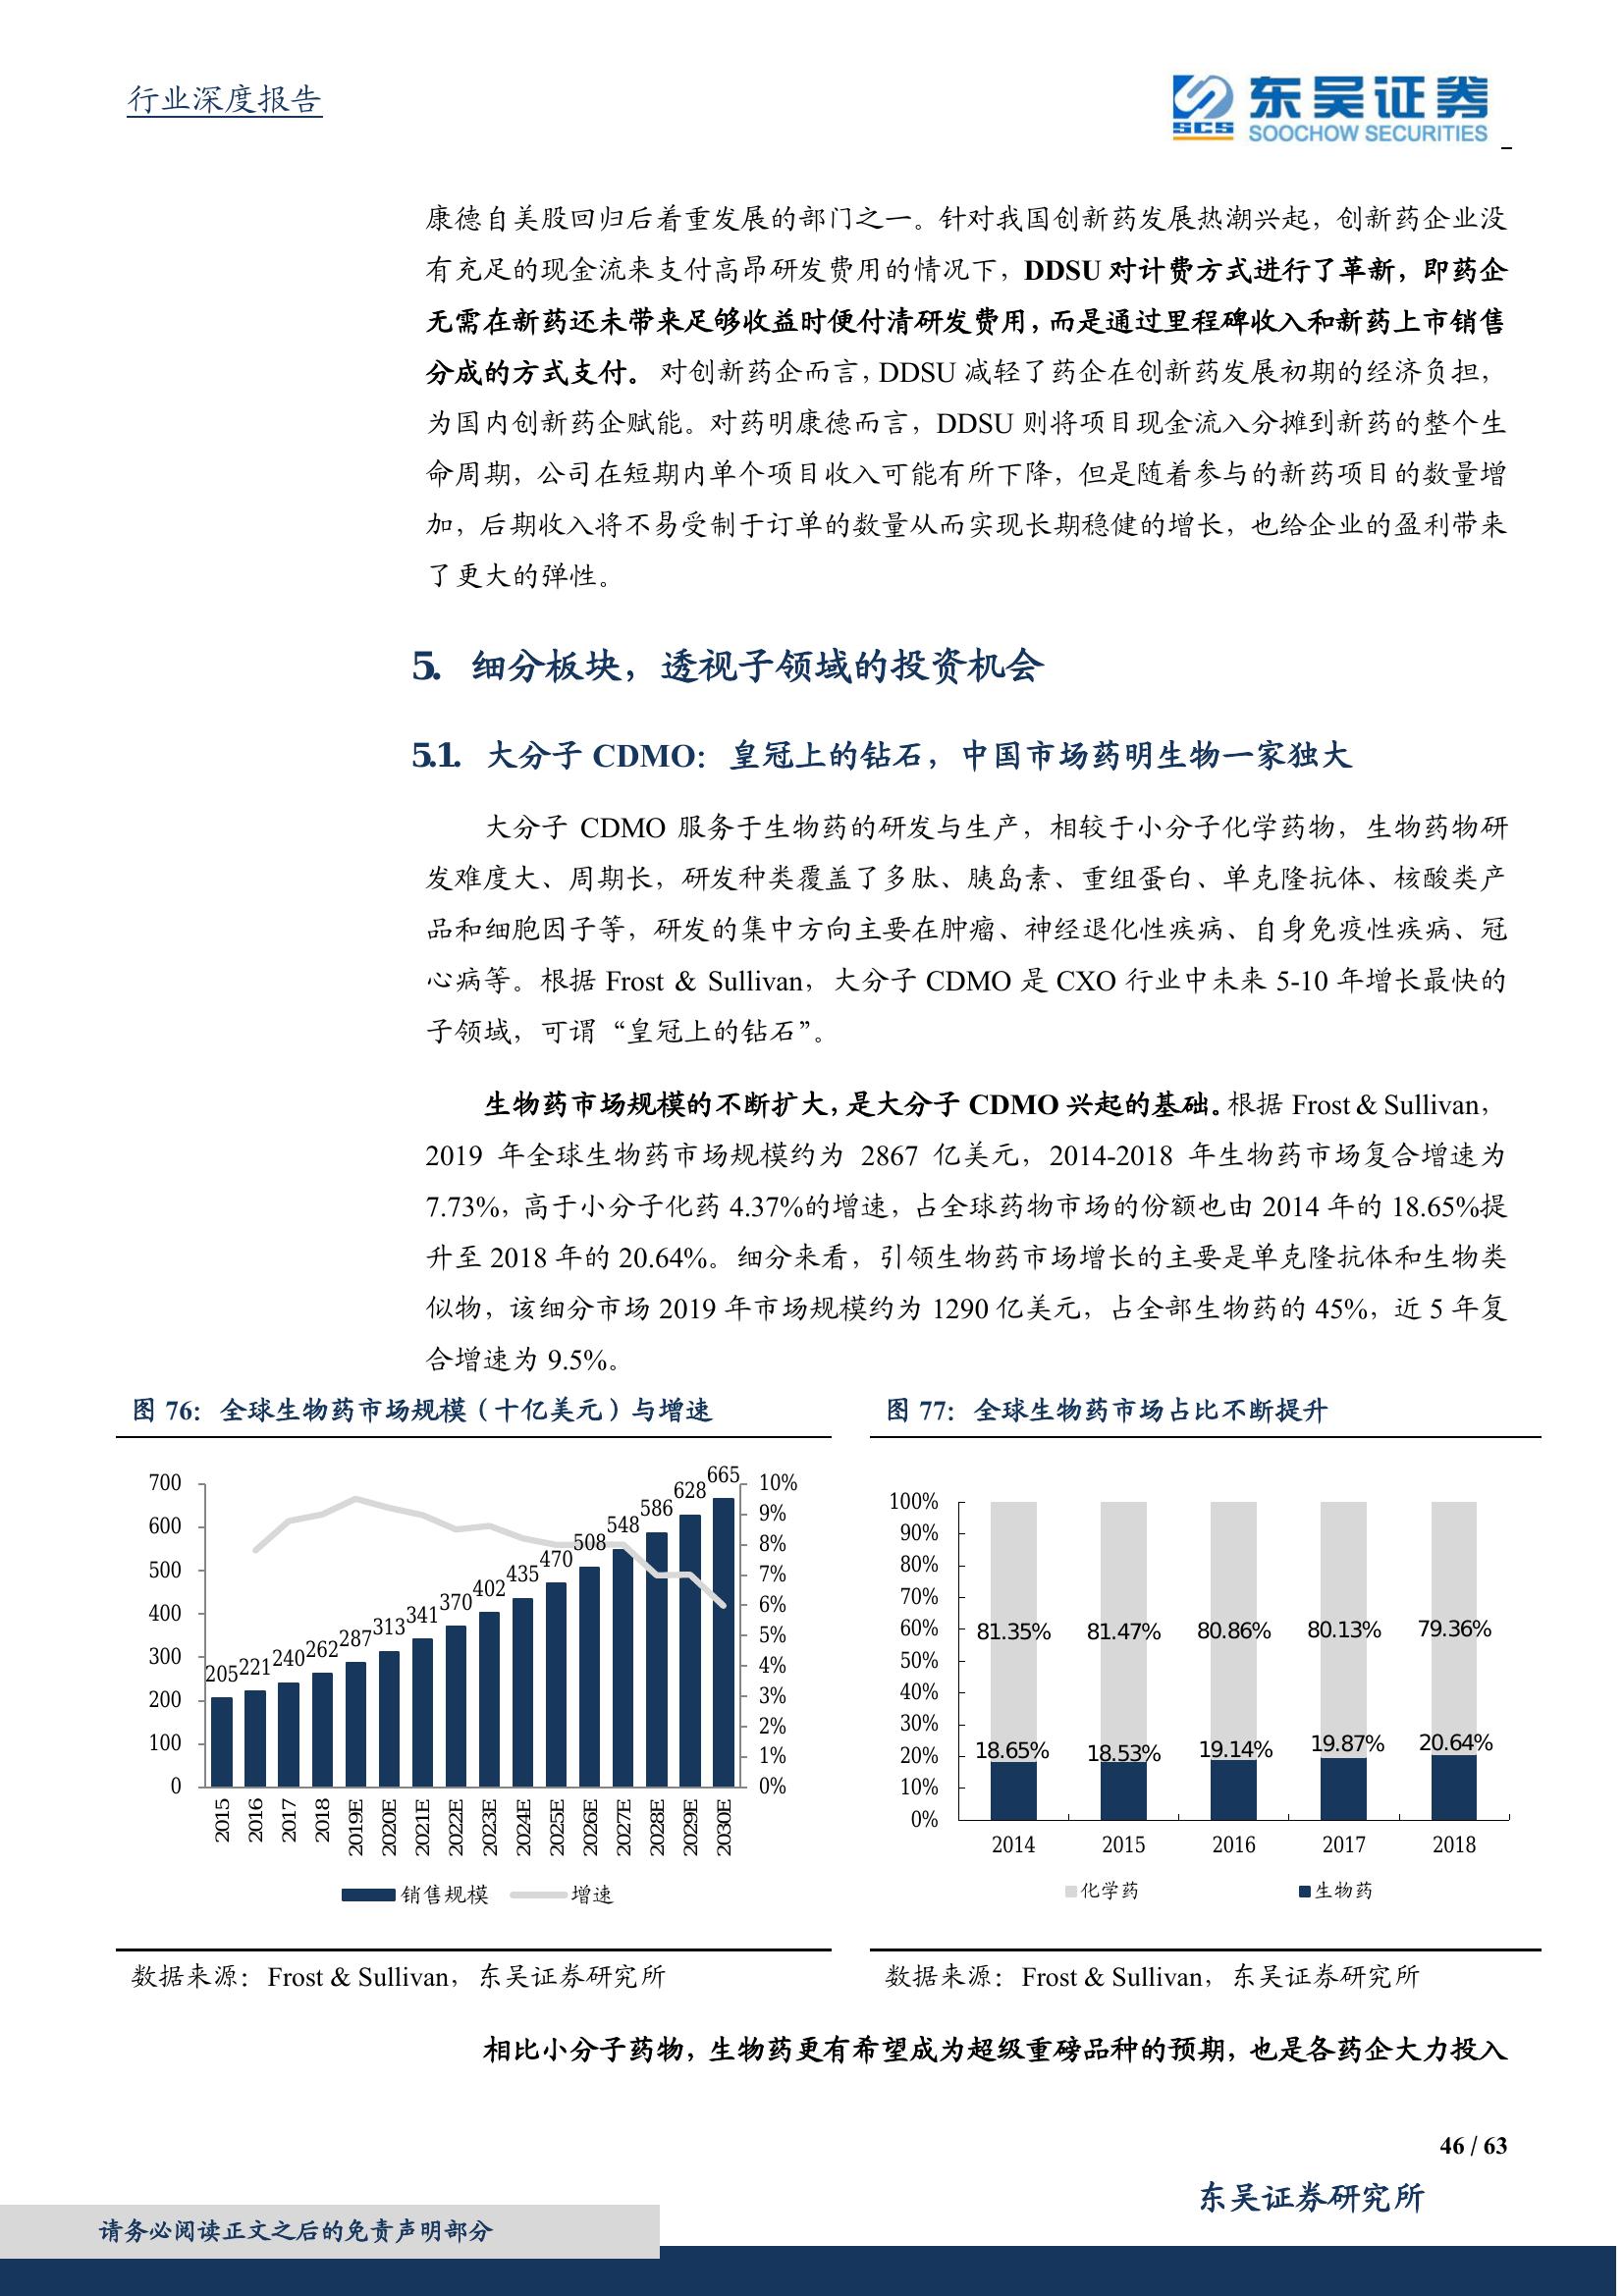 行业深度报告
SCS
东吴证券
SOOCHOW SECURITIES
康德自美股回归后着重发展的部门之一。针对我国创新药发展热潮兴起，创新药企业没
有充足的现金流来支付高昂研发费用的情况下，DDSU 对计费方式进行了革新，即药企
无需在新药还未带来足够收益时便付清研发费用，而是通过里程碑收入和新药上市销售
分成的方式支付。对创新药企而言，DDSU 减轻了药企在创新药发展初期的经济负担，
为国内创新药企赋能。对药明康德而言，DDSU 则将项目现金流入分摊到新药的整个生
命周期，公司在短期内单个项目收入可能有所下降，但是随着参与的新药项目的数量增
加，后期收入将不易受制于订单的数量从而实现长期稳健的增长，也给企业的盈利带来
了更大的弹性。
5. 细分板块，透视子领域的投资机会
5.1. 大分子 CDMO：皇冠上的钻石，中国市场药明生物一家独大
大分子 CDMO 服务于生物药的研发与生产，相较于小分子化学药物，生物药物研
发难度大、周期长，研发种类覆盖了多肽、胰岛素、重组蛋白、单克隆抗体、核酸类产
品和细胞因子等，研发的集中方向主要在肿瘤、神经退化性疾病、自身免疫性疾病、冠
心病等。根据 Frost & Sullivan，大分子 CDMO 是 CXO 行业中未来 5-10 年增长最快的
子领域，可谓“皇冠上的钻石”。
生物药市场规模的不断扩大，是大分子 CDMO 兴起的基础。根据 Frost & Sullivan，
2019 年全球生物药市场规模约为 2867 亿美元，2014-2018 年生物药市场复合增速为
7.73%，高于小分子化药 4.37%的增速，占全球药物市场的份额也由 2014 年的 18.65%提
升至 2018 年的 20.64%。细分来看，引领生物药市场增长的主要是单克隆抗体和生物类
似物，该细分市场 2019 年市场规模约为 1290 亿美元，占全部生物药的 45%，近 5 年复
合增速为 9.5%。
图 76：全球生物药市场规模（十亿美元）与增速
700
600
500
400
300
200
100
0
205 221 240 262 287 313 341 370 402 435 470 508 548 586 628 665
10%
9%
8%
7%
6%
5%
4%
3%
2%
1%
0%
2015 2016 2017 2018 2019E 2020E 2021E 2022E 2023E 2024E 2025E 2026E 2027E 2028E 2029E 2030E
销售规模 增速
数据来源：Frost & Sullivan，东吴证券研究所
图 77：全球生物药市场占比不断提升
100%
90%
80%
70%
60%
50%
40%
30%
20%
10%
0%
81.35% 81.47% 80.86% 80.13% 79.36%
18.65% 18.53% 19.14% 19.87% 20.64%
2014 2015 2016 2017 2018
化学药 生物药
数据来源：Frost & Sullivan，东吴证券研究所
相比小分子药物，生物药更有希望成为超级重磅品种的预期，也是各药企大力投入
46 / 63
东吴证券研究所
请务必阅读正文之后的免责声明部分